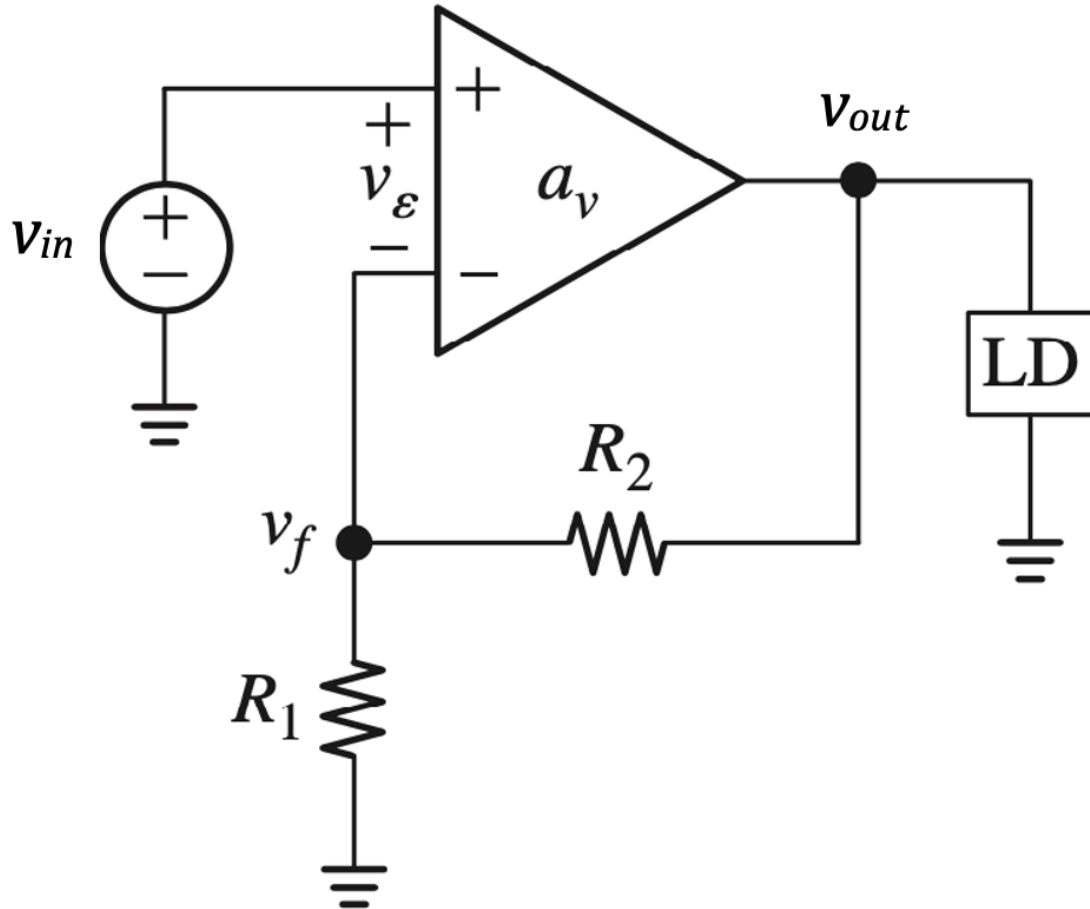 +
+
v_out
v_ε
a_v
v_in
+
−
−
−
LD
R_2
v_f
R_1